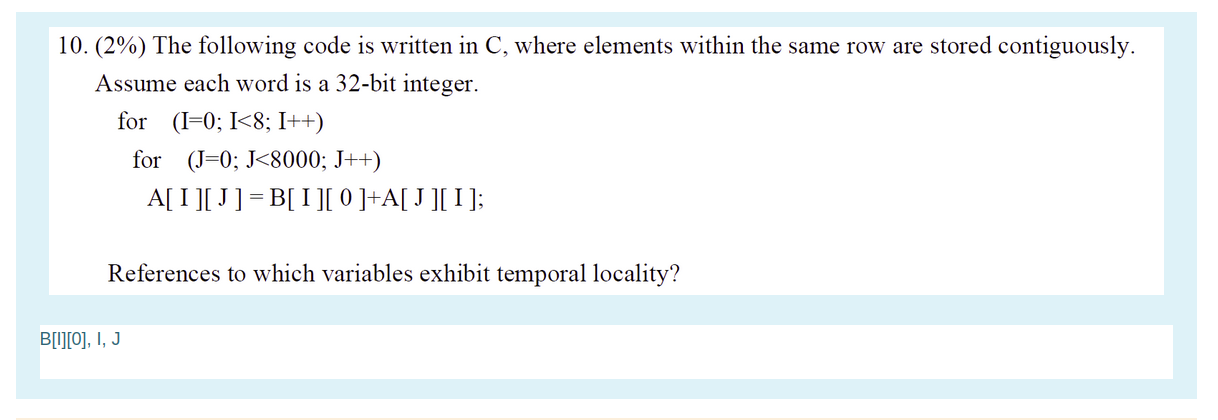 10. (2%) The following code is written in C, where elements within the same row are stored contiguously.
Assume each word is a 32-bit integer.
for (I=0; I<8; I++)
for (J=0; J<8000; J++)
A[ I ][ J ] = B[ I ][ 0 ]+A[ J ][ I ];
References to which variables exhibit temporal locality?
B[I][0], I, J